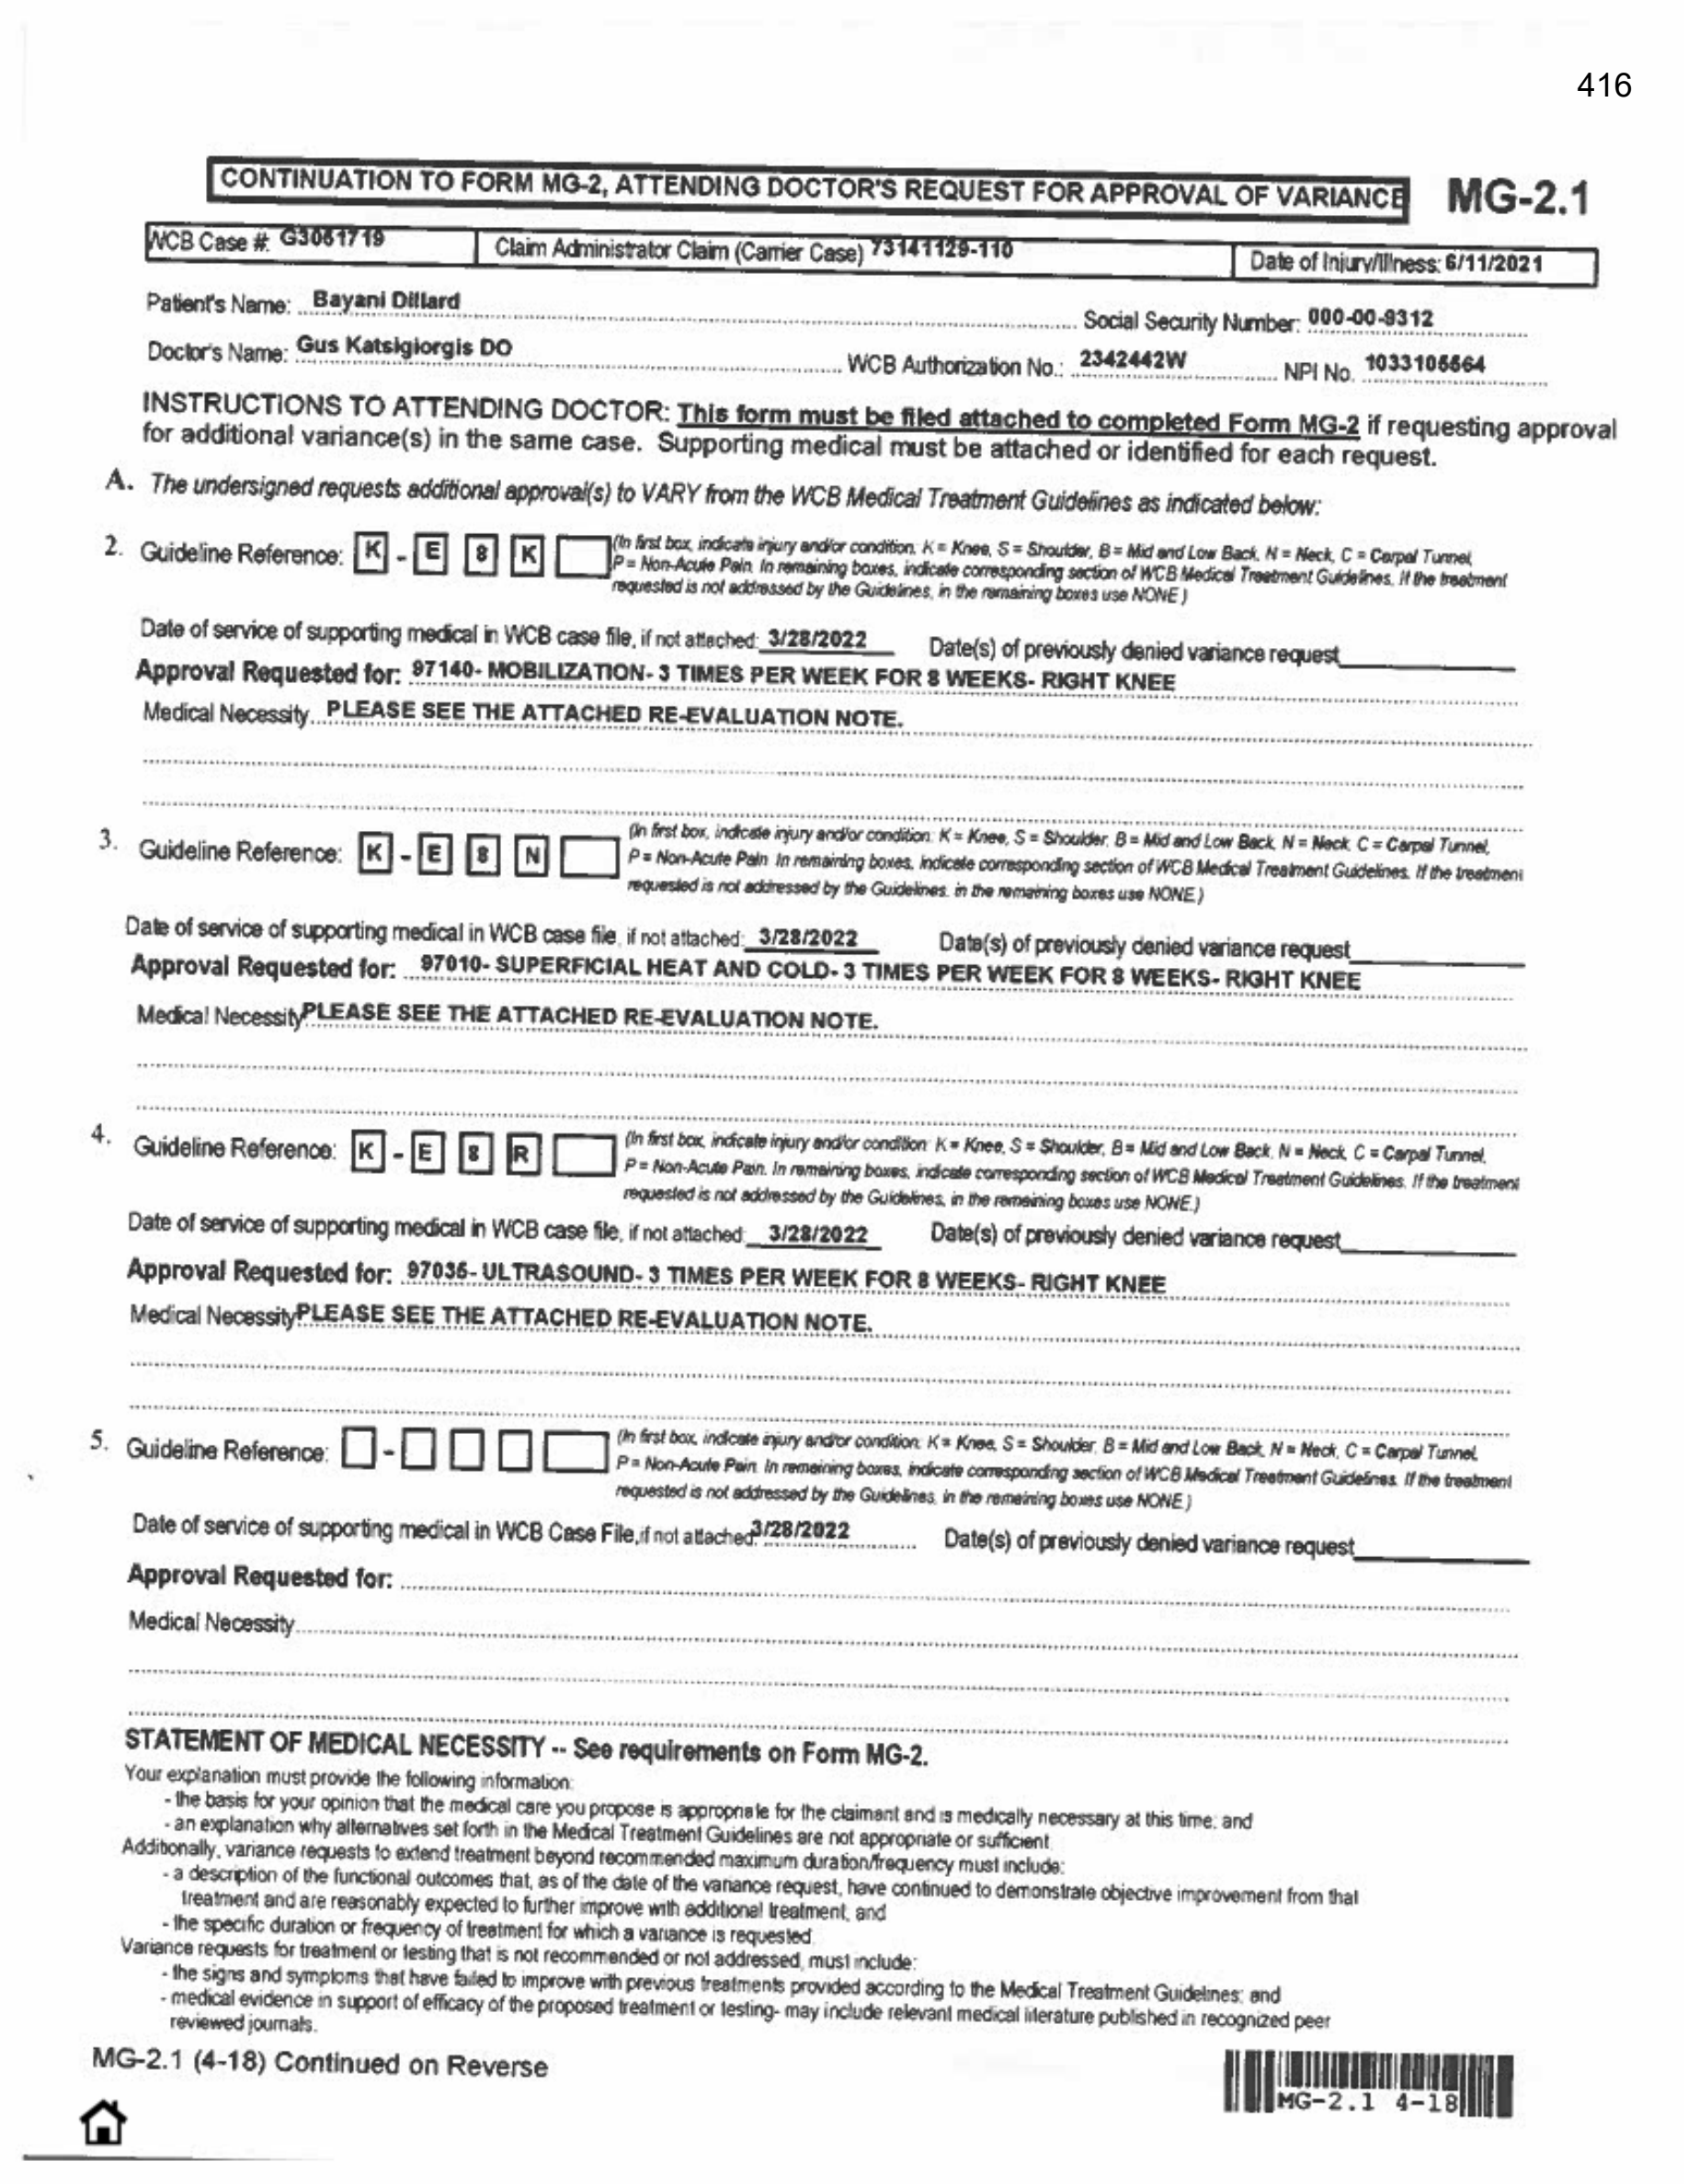 416
CONTINUATION TO FORM MG-2, ATTENDING DOCTOR'S REQUEST FOR APPROVAL OF VARIANCE MG-2.1
WCB Case #: G3061719 Claim Administrator Claim (Carrier Case) 73141129-110 Date of Injury/Illness: 6/11/2021
Patient's Name: Bayani Dillard Social Security Number: 000-00-9312
Doctor's Name: Gus Katsigiorgis DO WCB Authorization No.: 2342442W NPI No. 1033105564
INSTRUCTIONS TO ATTENDING DOCTOR: This form must be filed attached to completed Form MG-2 if requesting approval
for additional variance(s) in the same case. Supporting medical must be attached or identified for each request.
A. The undersigned requests additional approval(s) to VARY from the WCB Medical Treatment Guidelines as indicated below:
2. Guideline Reference: K - E 8 K (In first box, indicate injury and/or condition: K = Knee, S = Shoulder, B = Mid and Low Back, N = Neck, C = Carpal Tunnel,
P = Non-Acute Pain. In remaining boxes, indicate corresponding section of WCB Medical Treatment Guidelines. If the treatment
requested is not addressed by the Guidelines, in the remaining boxes use NONE.)
Date of service of supporting medical in WCB case file, if not attached: 3/28/2022 Date(s) of previously denied variance request
Approval Requested for: 97140- MOBILIZATION- 3 TIMES PER WEEK FOR 8 WEEKS- RIGHT KNEE
Medical Necessity PLEASE SEE THE ATTACHED RE-EVALUATION NOTE.
3. Guideline Reference: K - E 8 N (In first box, indicate injury and/or condition: K = Knee, S = Shoulder, B = Mid and Low Back, N = Neck, C = Carpal Tunnel,
P = Non-Acute Pain. In remaining boxes, indicate corresponding section of WCB Medical Treatment Guidelines. If the treatment
requested is not addressed by the Guidelines, in the remaining boxes use NONE.)
Date of service of supporting medical in WCB case file, if not attached: 3/28/2022 Date(s) of previously denied variance request
Approval Requested for: 97010- SUPERFICIAL HEAT AND COLD- 3 TIMES PER WEEK FOR 8 WEEKS- RIGHT KNEE
Medical Necessity PLEASE SEE THE ATTACHED RE-EVALUATION NOTE.
4. Guideline Reference: K - E 8 R (In first box, indicate injury and/or condition: K = Knee, S = Shoulder, B = Mid and Low Back, N = Neck, C = Carpal Tunnel,
P = Non-Acute Pain. In remaining boxes, indicate corresponding section of WCB Medical Treatment Guidelines. If the treatment
requested is not addressed by the Guidelines, in the remaining boxes use NONE.)
Date of service of supporting medical in WCB case file, if not attached: 3/28/2022 Date(s) of previously denied variance request
Approval Requested for: 97035- ULTRASOUND- 3 TIMES PER WEEK FOR 8 WEEKS- RIGHT KNEE
Medical Necessity PLEASE SEE THE ATTACHED RE-EVALUATION NOTE.
5. Guideline Reference: - (In first box, indicate injury and/or condition: K = Knee, S = Shoulder, B = Mid and Low Back, N = Neck, C = Carpal Tunnel,
P = Non-Acute Pain. In remaining boxes, indicate corresponding section of WCB Medical Treatment Guidelines. If the treatment
requested is not addressed by the Guidelines, in the remaining boxes use NONE.)
Date of service of supporting medical in WCB Case File, if not attached: 3/28/2022 Date(s) of previously denied variance request
Approval Requested for:
Medical Necessity
STATEMENT OF MEDICAL NECESSITY -- See requirements on Form MG-2.
Your explanation must provide the following information:
- the basis for your opinion that the medical care you propose is appropriate for the claimant and is medically necessary at this time; and
- an explanation why alternatives set forth in the Medical Treatment Guidelines are not appropriate or sufficient.
Additionally, variance requests to extend treatment beyond recommended maximum duration/frequency must include:
- a description of the functional outcomes that, as of the date of the variance request, have continued to demonstrate objective improvement from that
treatment and are reasonably expected to further improve with additional treatment; and
- the specific duration or frequency of treatment for which a variance is requested.
Variance requests for treatment or testing that is not recommended or not addressed, must include:
- the signs and symptoms that have failed to improve with previous treatments provided according to the Medical Treatment Guidelines; and
- medical evidence in support of efficacy of the proposed treatment or testing- may include relevant medical literature published in recognized peer
reviewed journals.
MG-2.1 (4-18) Continued on Reverse
MG-2.1 4-18